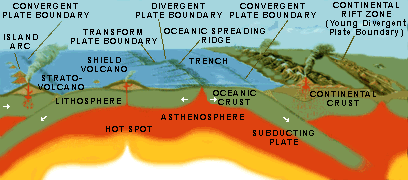 CONVERGENT
PLATE BOUNDARY
DIVERGENT
PLATE BOUNDARY
CONVERGENT
PLATE BOUNDARY
CONTINENTAL
RIFT ZONE
(Young Divergent
Plate Boundary)
ISLAND
ARC
TRANSFORM
PLATE BOUNDARY
OCEANIC SPREADING
RIDGE
SHIELD
VOLCANO
TRENCH
STRATO-
VOLCANO
LITHOSPHERE
OCEANIC
CRUST
CONTINENTAL
CRUST
ASTHENOSPHERE
HOT SPOT
SUBDUCTING
PLATE